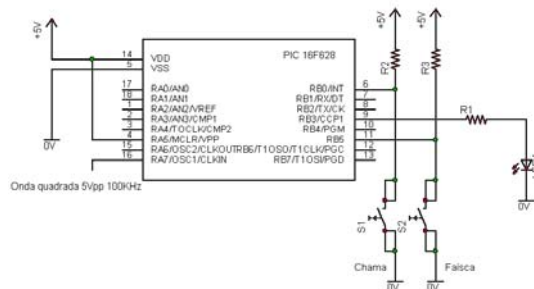 +5V
+5V
+5V
PIC 16F628
14 VDD
5 VSS
R2
R3
17 RA0/AN0
18 RA1/AN1
1 RA2/AN2/VREF
2 RA3/AN3/CMP1
3 RA4/TOCLK/CMP2
4 RA5/MCLR/VPP
15 RA6/OSC2/CLKOUT
16 RA7/OSC1/CLKIN
RB0/INT 6
RB1/RX/DT 7
RB2/TX/CK 8
RB3/CCP1 9
RB4/PGM 10
RB5 11
RB6/T1OSO/T1CLK/PGC 12
RB7/T1OSI/PGD 13
R1
0V
Onda quadrada 5Vpp 100KHz
0V
S1
S2
Chama
Faisca
0V
0V